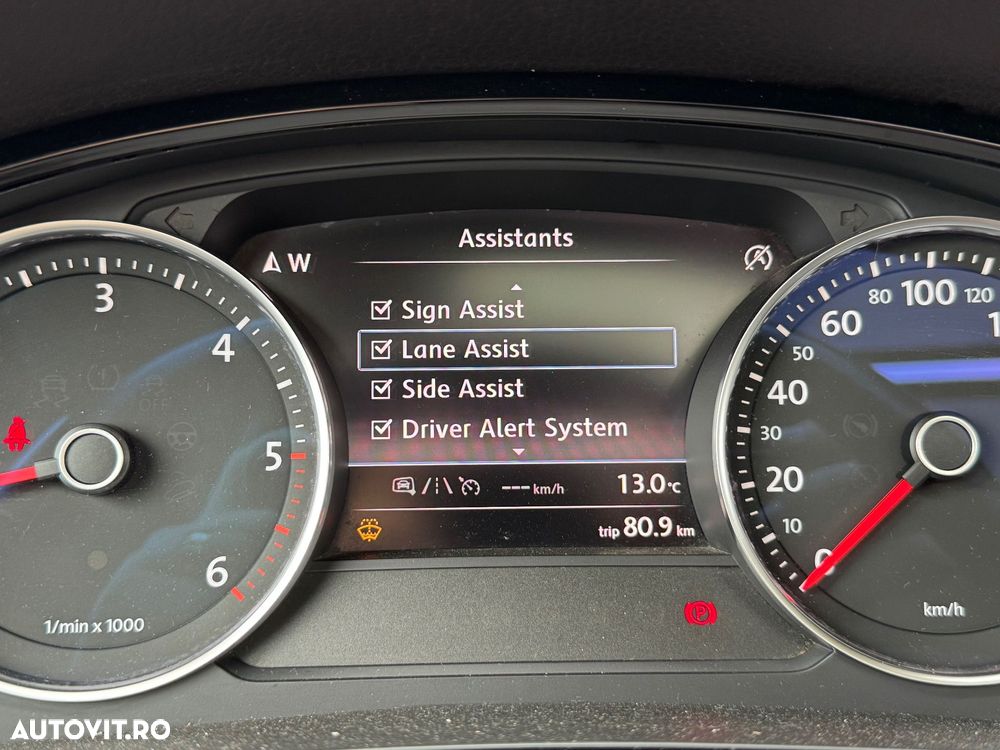 Assistants
W
Sign Assist
Lane Assist
Side Assist
Driver Alert System
--- km/h
13.0°C
trip 80.9 km
3
4
5
6
1/min x 1000
0
10
20
30
40
50
60
80
100
120
km/h
P
AUTOVIT.RO